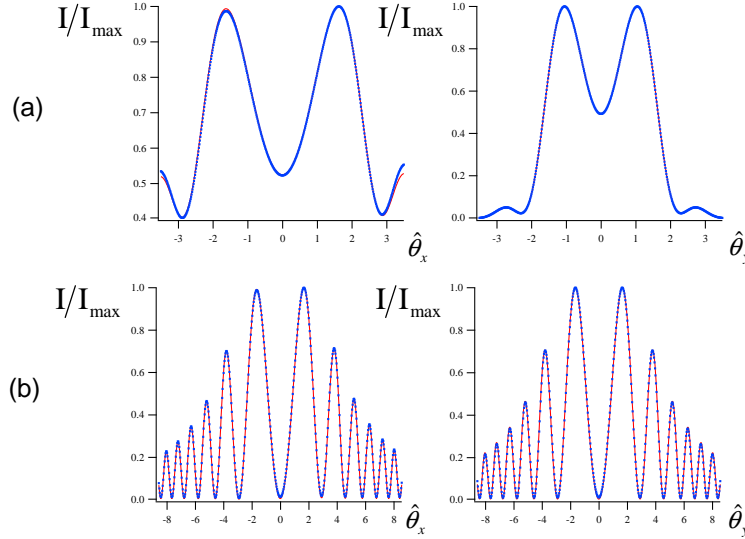 I/I_max I/I_max
1.0 1.0
0.9
0.8 0.8
(a)
0.7 0.6
0.6 0.4
0.5 0.2
0.4 0.0
-3 -2 -1 0 1 2 3 θ̂_x -3 -2 -1 0 1 2 3 θ̂_y
I/I_max I/I_max
1.0 1.0
0.8 0.8
(b)
0.6 0.6
0.4 0.4
0.2 0.2
0.0 0.0
-8 -6 -4 -2 0 2 4 6 8 θ̂_x -8 -6 -4 -2 0 2 4 6 8 θ̂_y